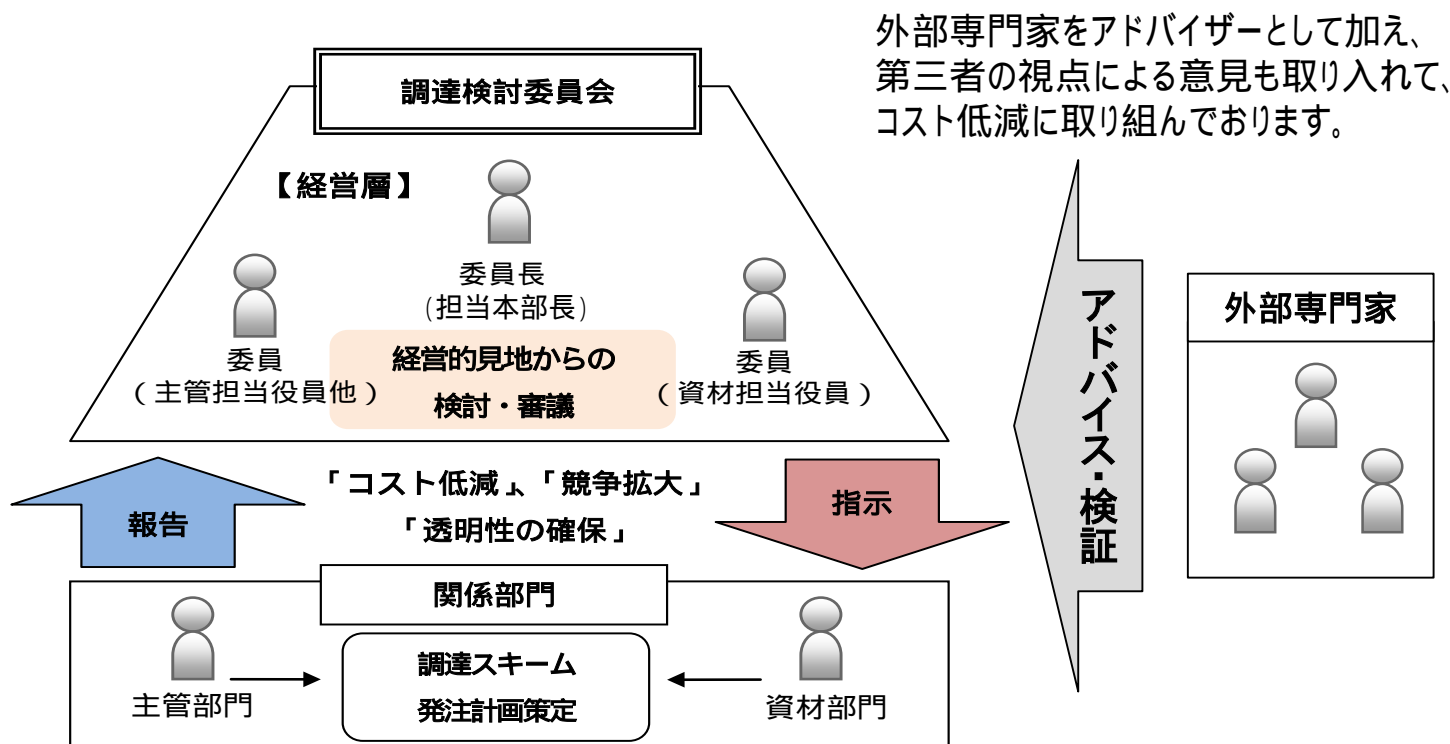 外部専門家をアドバイザーとして加え、
第三者の視点による意見も取り入れて、
コスト低減に取り組んでおります。
調達検討委員会
【経営層】
委員長
(担当本部長)
委員
(主管担当役員他)
経営的見地からの
検討・審議
委員
(資材担当役員)
報告
「コスト低減」、「競争拡大」
「透明性の確保」
指示
関係部門
主管部門
調達スキーム
発注計画策定
資材部門
アドバイス・検証
外部専門家